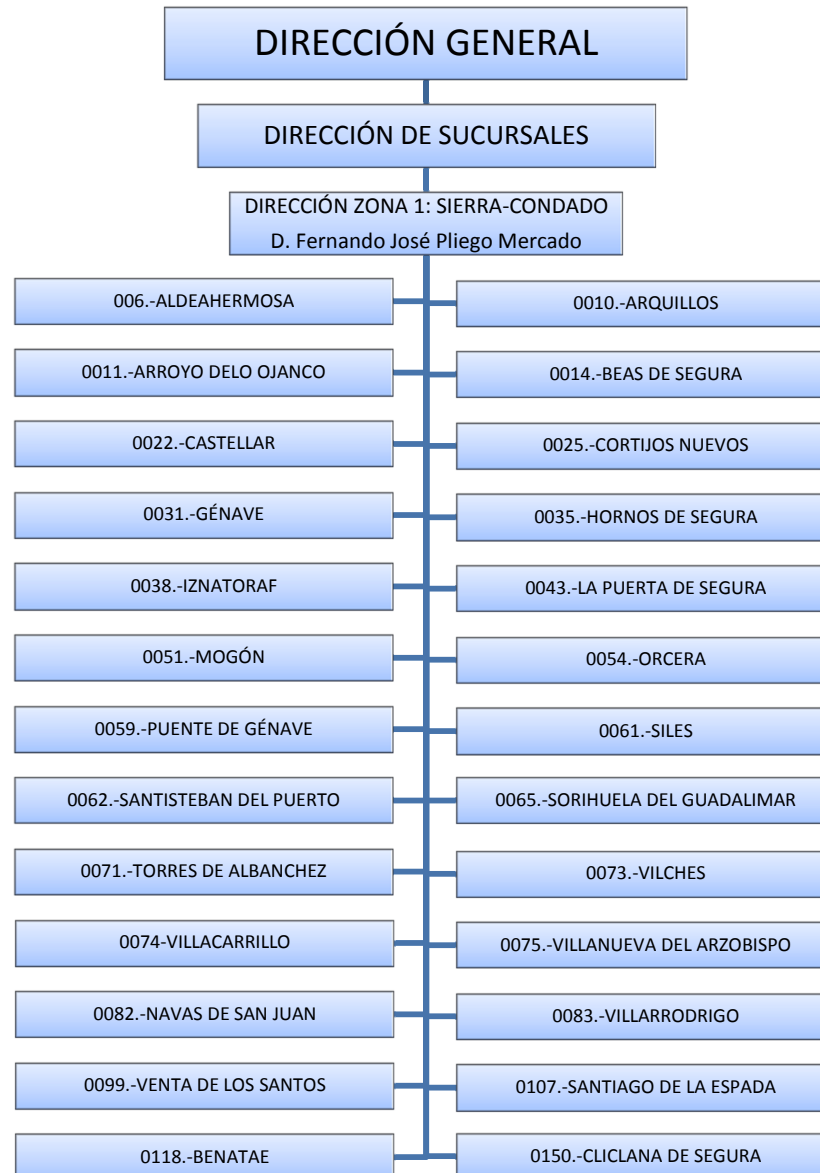 DIRECCIÓN GENERAL
DIRECCIÓN DE SUCURSALES
DIRECCIÓN ZONA 1: SIERRA-CONDADO
D. Fernando José Pliego Mercado
006.-ALDEAHERMOSA
0010.-ARQUILLOS
0011.-ARROYO DELO OJANCO
0014.-BEAS DE SEGURA
0022.-CASTELLAR
0025.-CORTIJOS NUEVOS
0031.-GÉNAVE
0035.-HORNOS DE SEGURA
0038.-IZNATORAF
0043.-LA PUERTA DE SEGURA
0051.-MOGÓN
0054.-ORCERA
0059.-PUENTE DE GÉNAVE
0061.-SILES
0062.-SANTISTEBAN DEL PUERTO
0065.-SORIHUELA DEL GUADALIMAR
0071.-TORRES DE ALBANCHEZ
0073.-VILCHES
0074-VILLACARRILLO
0075.-VILLANUEVA DEL ARZOBISPO
0082.-NAVAS DE SAN JUAN
0083.-VILLARRODRIGO
0099.-VENTA DE LOS SANTOS
0107.-SANTIAGO DE LA ESPADA
0118.-BENATAE
0150.-CLICLANA DE SEGURA